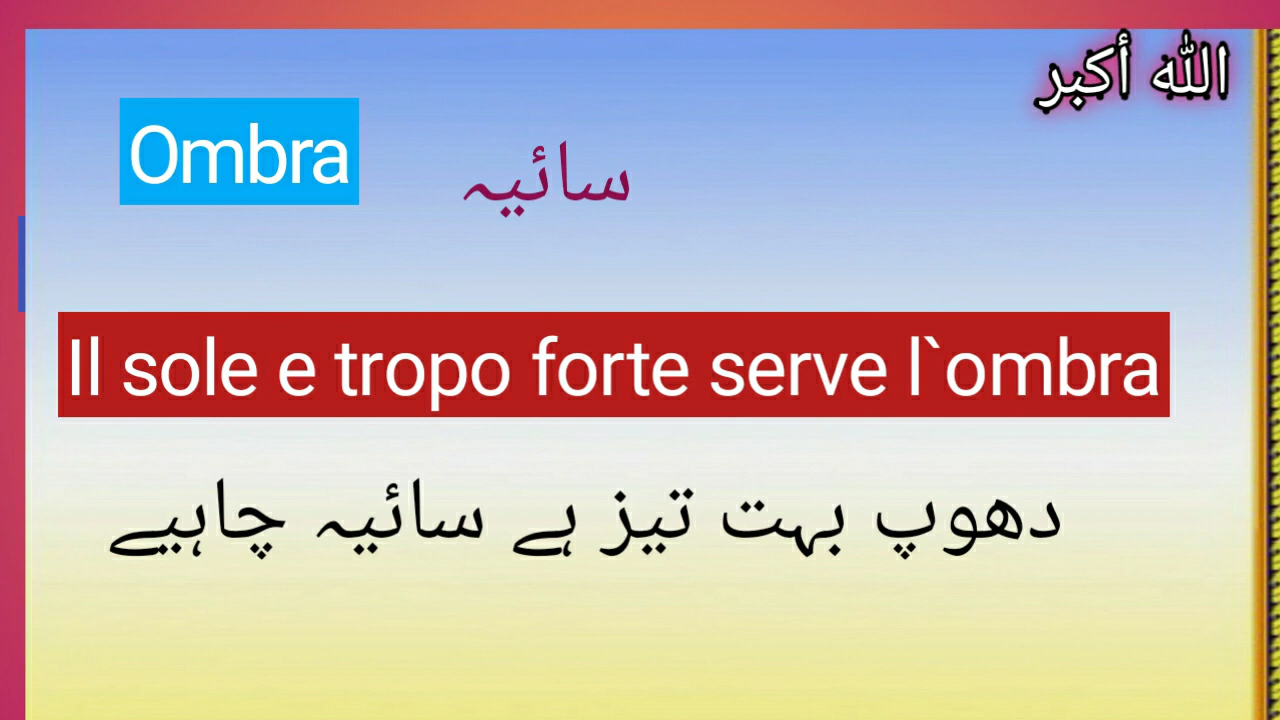 الله أكبر
Ombra
سائیہ
Il sole e tropo forte serve l`ombra
دھوپ بہت تیز ہے سائیہ چاہیے